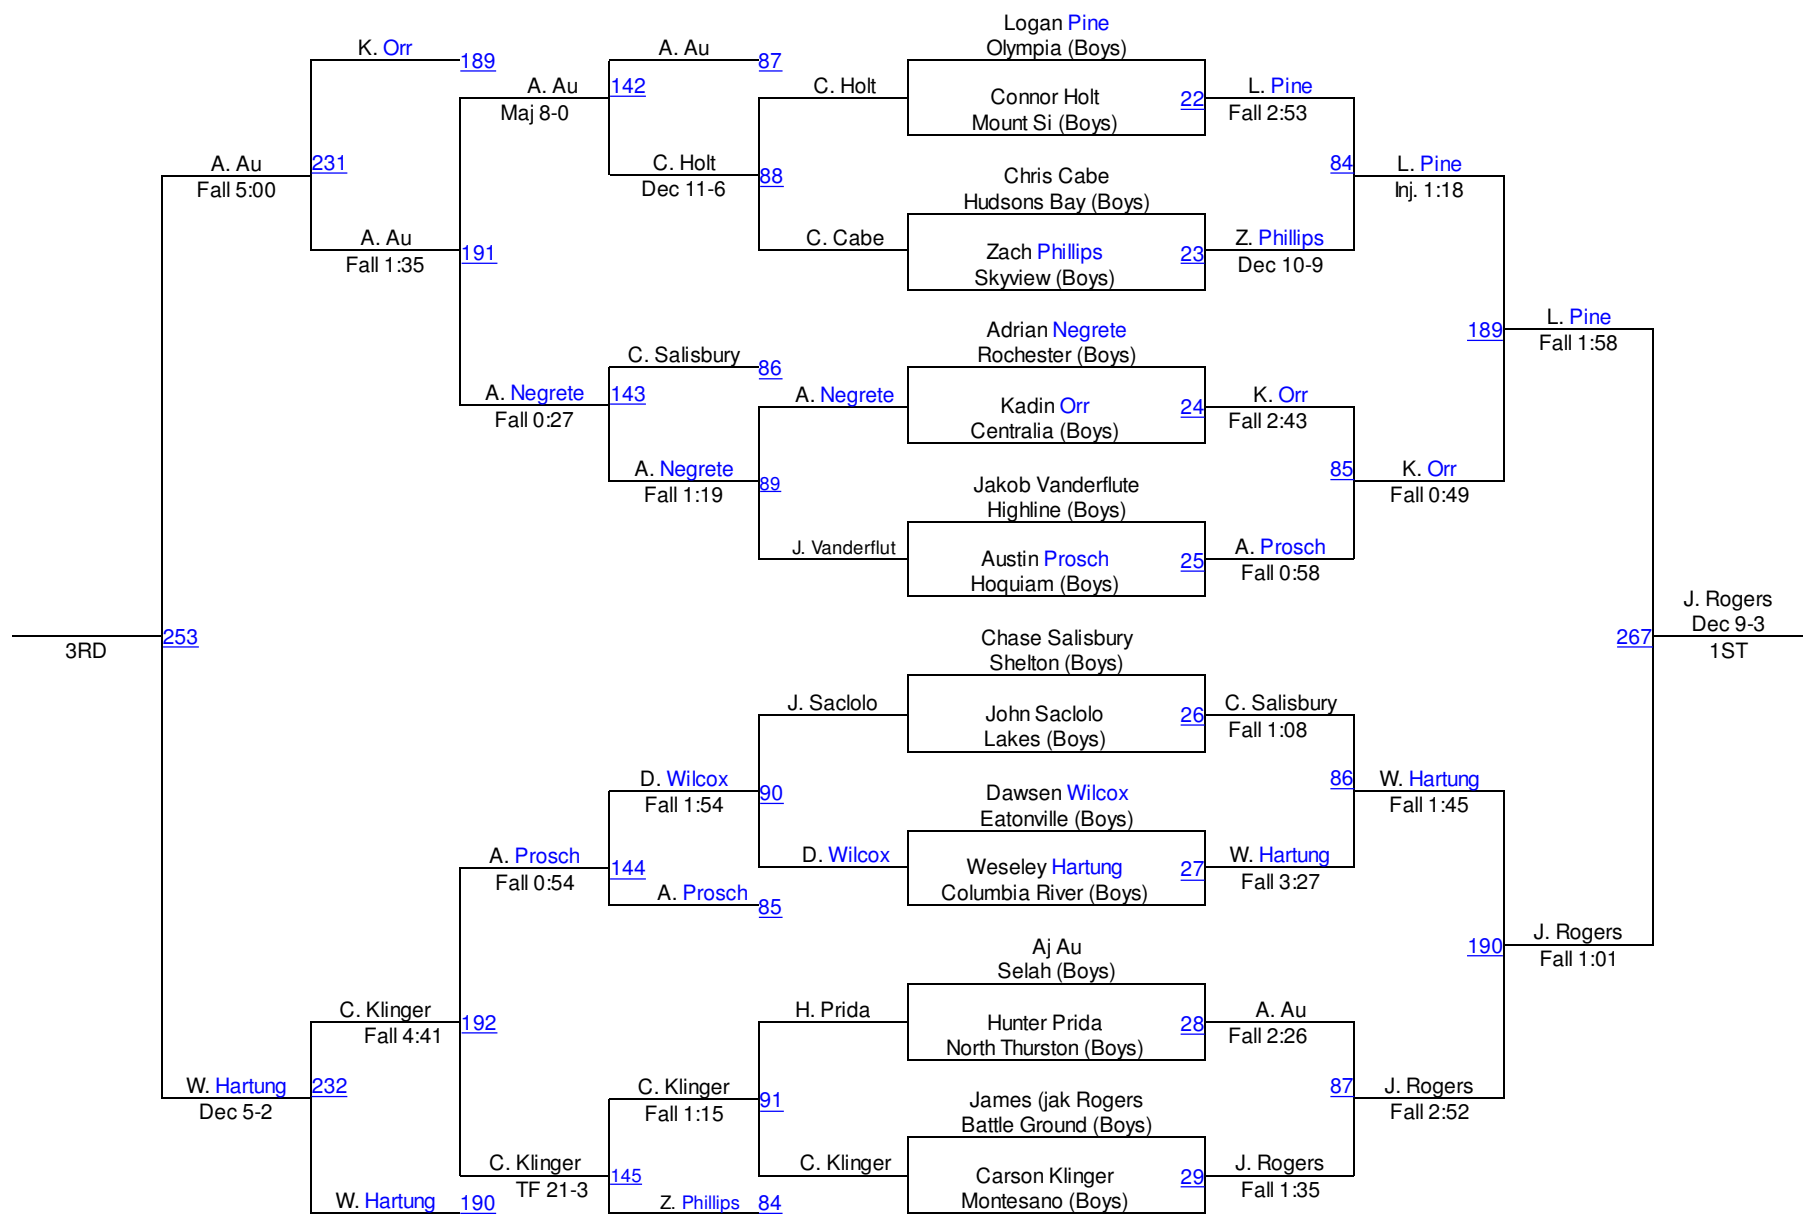 Logan Pine
Olympia (Boys)
K. Orr
189
A. Au
87
A. Au
Maj 8-0
142
C. Holt
Connor Holt
Mount Si (Boys)
22
L. Pine
Fall 2:53
A. Au
Fall 5:00
231
C. Holt
Dec 11-6
88
Chris Cabe
Hudsons Bay (Boys)
84
L. Pine
Inj. 1:18
A. Au
Fall 1:35
191
C. Cabe
Zach Phillips
Skyview (Boys)
23
Z. Phillips
Dec 10-9
Adrian Negrete
Rochester (Boys)
189
L. Pine
Fall 1:58
C. Salisbury
86
A. Negrete
Fall 0:27
143
A. Negrete
Kadin Orr
Centralia (Boys)
24
K. Orr
Fall 2:43
A. Negrete
Fall 1:19
89
Jakob Vanderflute
Highline (Boys)
85
K. Orr
Fall 0:49
J. Vanderflut
Austin Prosch
Hoquiam (Boys)
25
A. Prosch
Fall 0:58
3RD
253
Chase Salisbury
Shelton (Boys)
267
J. Rogers
Dec 9-3
1ST
J. Saclolo
John Saclolo
Lakes (Boys)
26
C. Salisbury
Fall 1:08
D. Wilcox
Fall 1:54
90
Dawsen Wilcox
Eatonville (Boys)
86
W. Hartung
Fall 1:45
A. Prosch
Fall 0:54
144
D. Wilcox
Weseley Hartung
Columbia River (Boys)
27
W. Hartung
Fall 3:27
A. Prosch
85
Aj Au
Selah (Boys)
190
J. Rogers
Fall 1:01
C. Klinger
Fall 4:41
192
H. Prida
Hunter Prida
North Thurston (Boys)
28
A. Au
Fall 2:26
W. Hartung
Dec 5-2
232
C. Klinger
Fall 1:15
91
James (jak Rogers
Battle Ground (Boys)
87
J. Rogers
Fall 2:52
C. Klinger
TF 21-3
145
C. Klinger
Carson Klinger
Montesano (Boys)
29
J. Rogers
Fall 1:35
W. Hartung
190
Z. Phillips
84